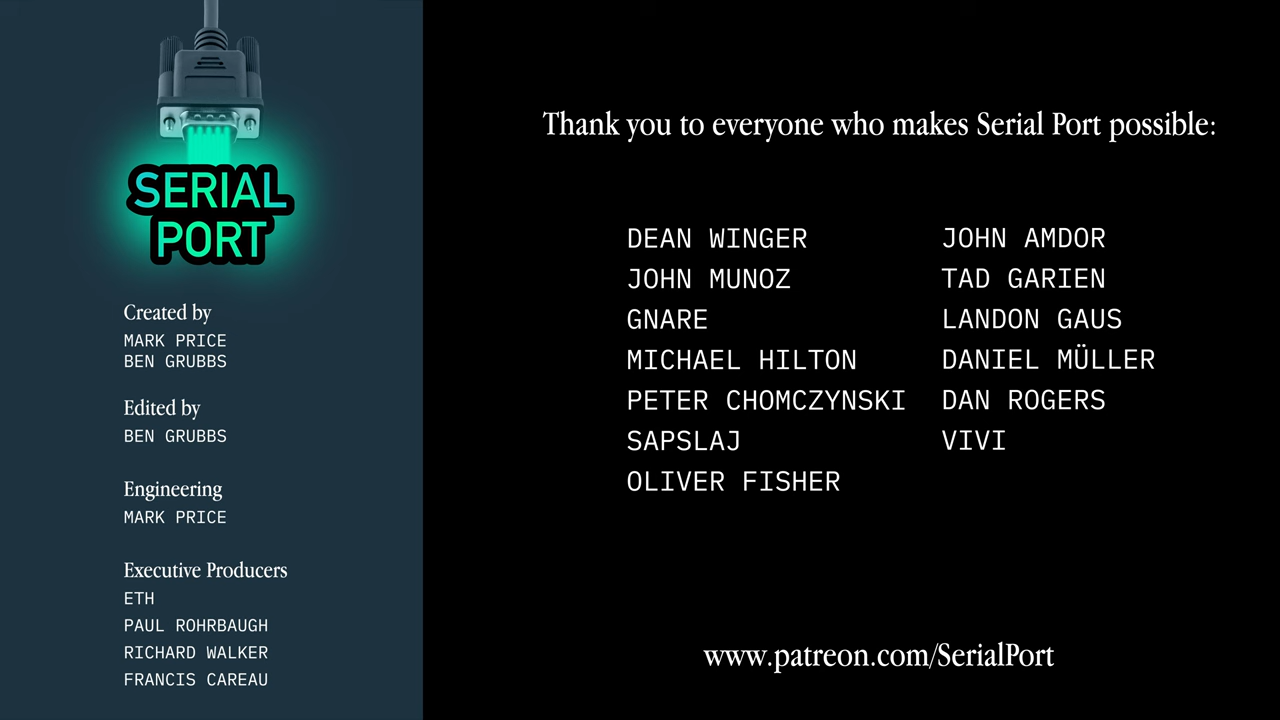 SERIAL
PORT
Created by
MARK PRICE
BEN GRUBBS
Edited by
BEN GRUBBS
Engineering
MARK PRICE
Executive Producers
ETH
PAUL ROHRBAUGH
RICHARD WALKER
FRANCIS CAREAU
Thank you to everyone who makes Serial Port possible:
DEAN WINGER
JOHN MUNOZ
GNARE
MICHAEL HILTON
PETER CHOMCZYNSKI
SAPSLAJ
OLIVER FISHER
JOHN AMDOR
TAD GARIEN
LANDON GAUS
DANIEL MÜLLER
DAN ROGERS
VIVI
www.patreon.com/SerialPort